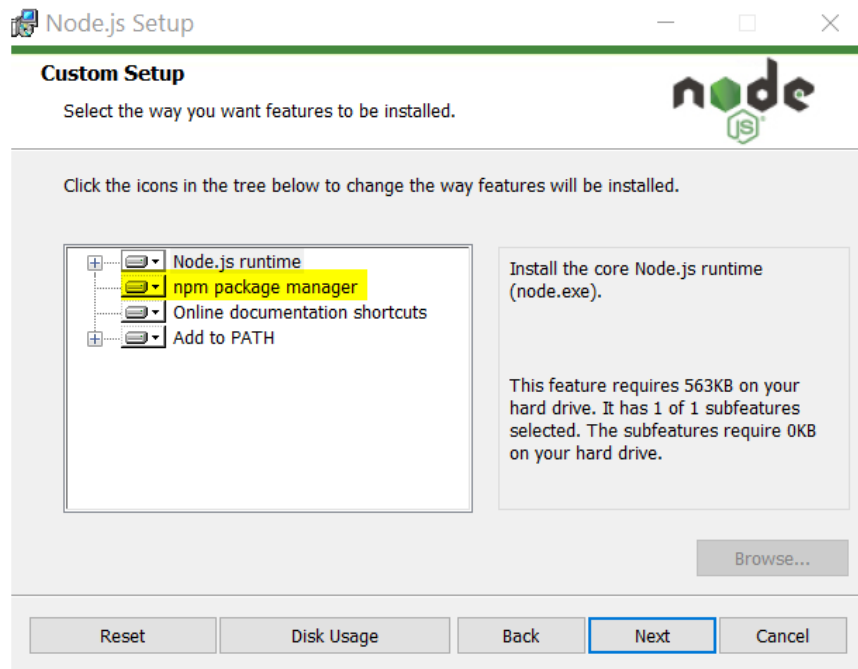 Node.js Setup
Custom Setup
Select the way you want features to be installed.
node
JS
Click the icons in the tree below to change the way features will be installed.
Node.js runtime
npm package manager
Online documentation shortcuts
Add to PATH
Install the core Node.js runtime
(node.exe).
This feature requires 563KB on your
hard drive. It has 1 of 1 subfeatures
selected. The subfeatures require 0KB
on your hard drive.
Browse...
Reset
Disk Usage
Back
Next
Cancel